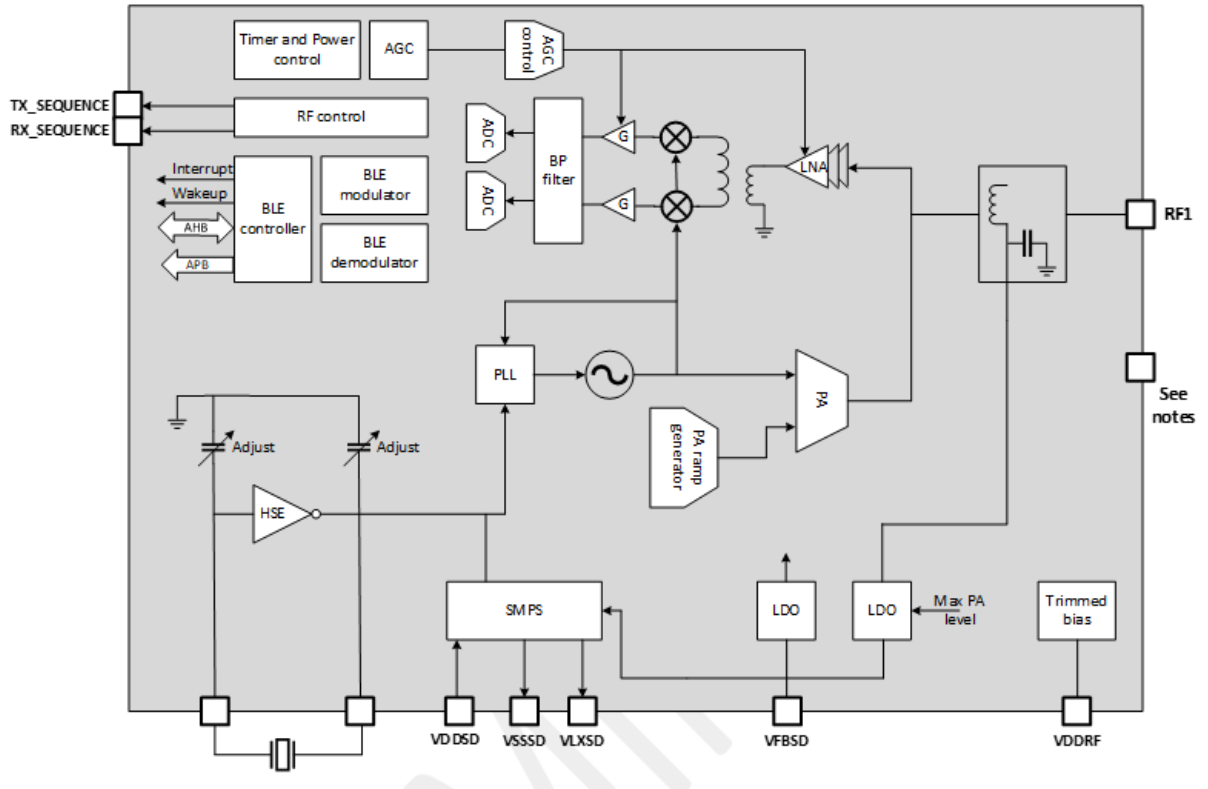 Timer and Power
control
AGC
AGC
control
TX_SEQUENCE
RX_SEQUENCE
RF control
ADC
ADC
BP
filter
G
G
LNA
Interrupt
Wakeup
AHB
APB
BLE
controller
BLE
modulator
BLE
demodulator
RF1
PLL
PA
PA ramp
generator
See
notes
Adjust
Adjust
HSE
SMPS
LDO
LDO
Max PA
level
Trimmed
bias
VDDSD
VSSSD
VLXSD
VFBSD
VDDRF